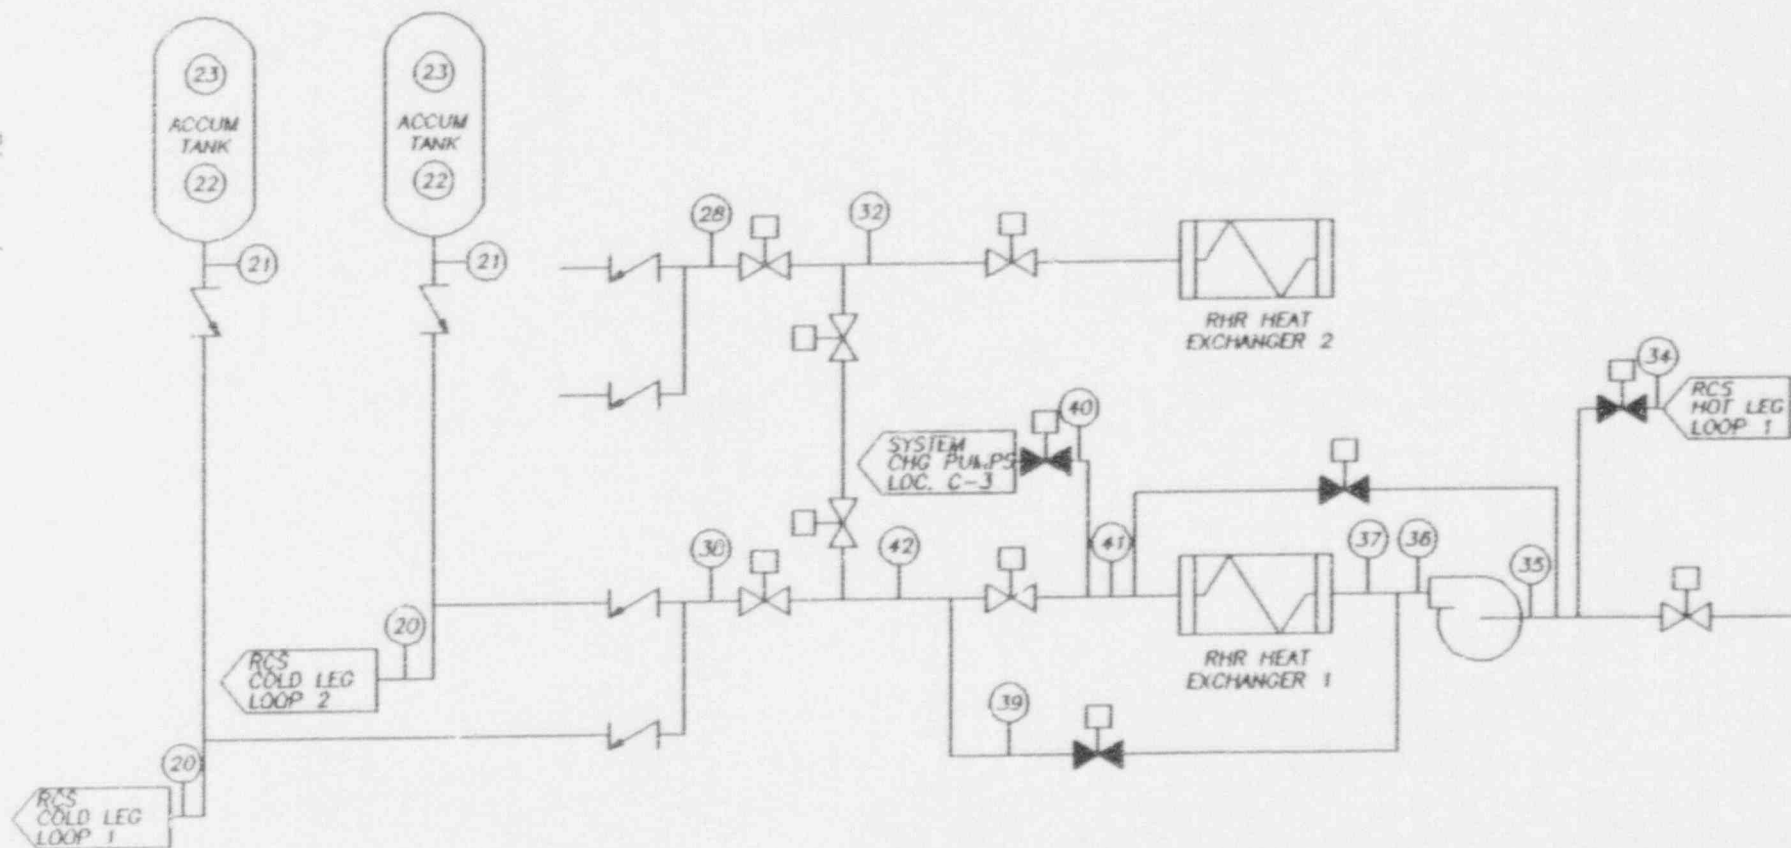 23
23
ACCUM
TANK
ACCUM
TANK
22
22
21
21
28
32
RHR HEAT
EXCHANGER 2
34
RCS
HOT LEG
LOOP 1
40
SYSTEM
CHG PUMPS
LOC. C-3
30
42
41
37
36
35
RHR HEAT
EXCHANGER 1
20
RCS
COLD LEG
LOOP 2
39
20
RCS
COLD LEG
LOOP 1